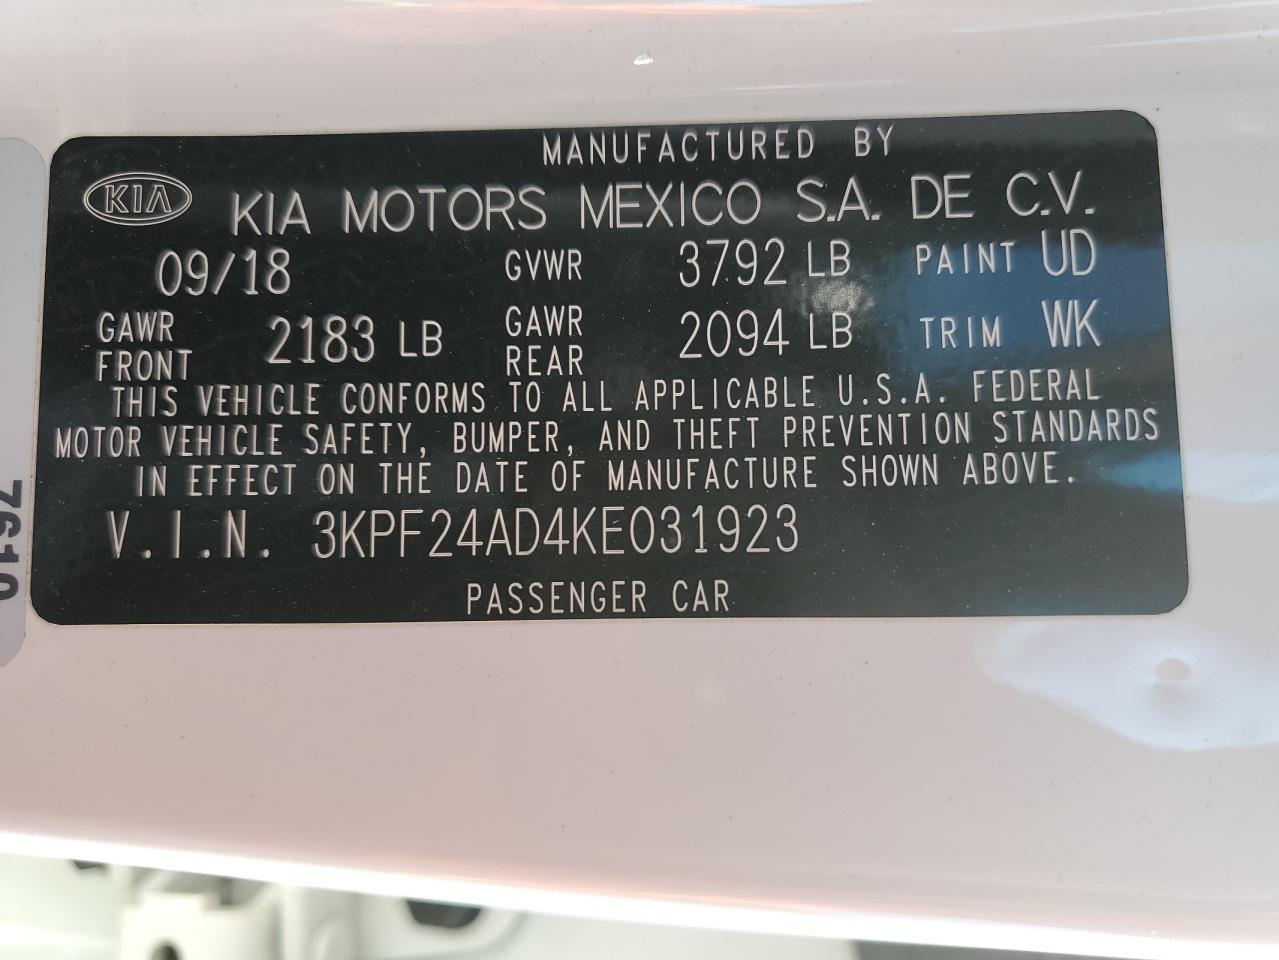 MANUFACTURED BY
KIA KIA MOTORS MEXICO S.A. DE C.V.
09/18 GVWR 3792 LB PAINT UD
GAWR FRONT 2183 LB GAWR REAR 2094 LB TRIM WK
THIS VEHICLE CONFORMS TO ALL APPLICABLE U.S.A. FEDERAL
MOTOR VEHICLE SAFETY, BUMPER, AND THEFT PREVENTION STANDARDS
IN EFFECT ON THE DATE OF MANUFACTURE SHOWN ABOVE.
V.I.N. 3KPF24AD4KE031923
PASSENGER CAR